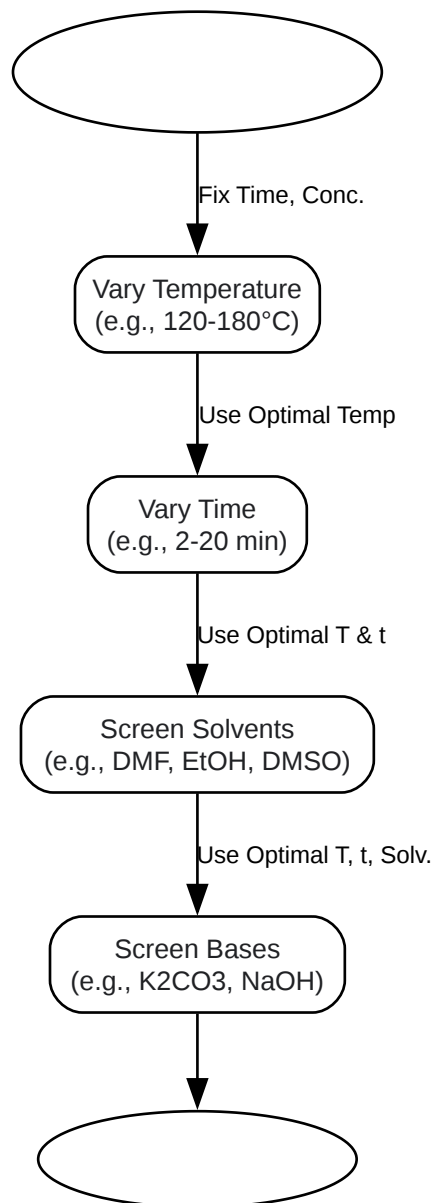 Fix Time, Conc.
Vary Temperature
(e.g., 120-180°C)
Use Optimal Temp
Vary Time
(e.g., 2-20 min)
Use Optimal T & t
Screen Solvents
(e.g., DMF, EtOH, DMSO)
Use Optimal T, t, Solv.
Screen Bases
(e.g., K2CO3, NaOH)